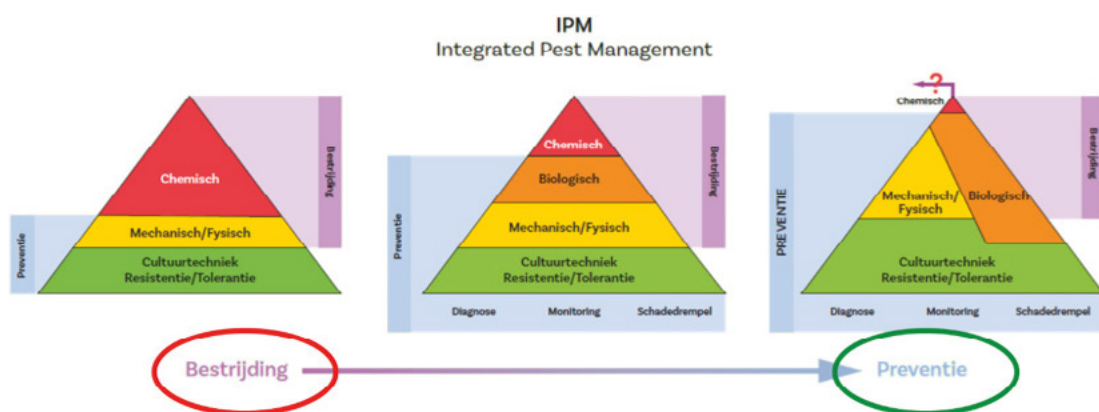 IPM
Integrated Pest Management
Chemisch
Mechanisch/Fysisch
Cultuurtechniek
Resistentie/Tolerantie
Preventie
Bestrijding
Chemisch
Biologisch
Mechanisch/Fysisch
Cultuurtechniek
Resistentie/Tolerantie
Preventie
Bestrijding
Diagnose Monitoring Schadedrempel
?
Chemisch
Mechanisch/
Fysisch
Biologisch
Cultuurtechniek
Resistentie/Tolerantie
PREVENTIE
Bestrijding
Diagnose Monitoring Schadedrempel
Bestrijding
Preventie